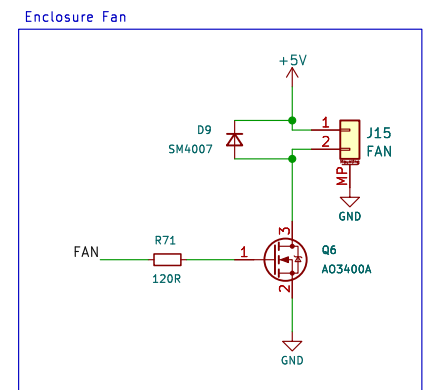 Enclosure Fan
+5V
D9
SM4007
1
2
J15
FAN
MP
GND
FAN
R71
120R
1
3
2
Q6
AO3400A
GND